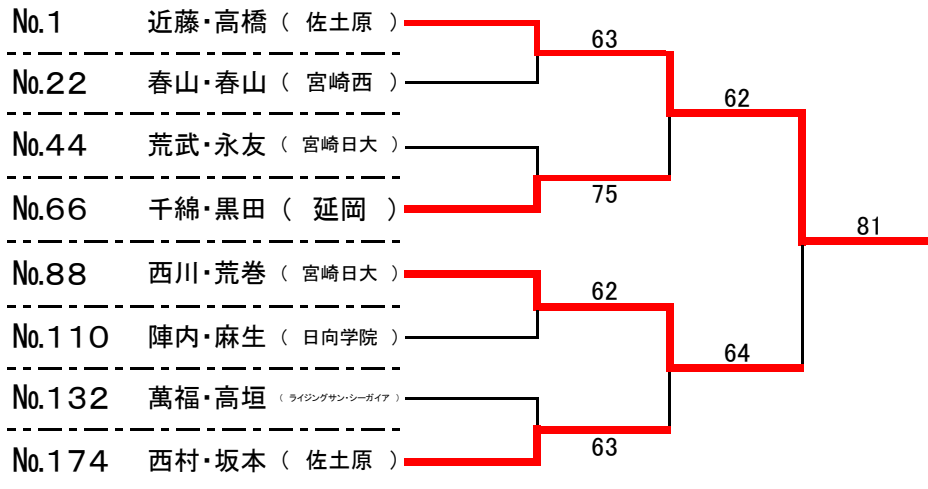 No.1 近藤・高橋 ( 佐土原 )
63
No.22 春山・春山 ( 宮崎西 )
62
No.44 荒武・永友 ( 宮崎日大 )
75
No.66 千綿・黒田 ( 延岡 )
81
No.88 西川・荒巻 ( 宮崎日大 )
62
No.110 陣内・麻生 ( 日向学院 )
64
No.132 萬福・高垣 ( ライジングサン・シーガイア )
63
No.174 西村・坂本 ( 佐土原 )